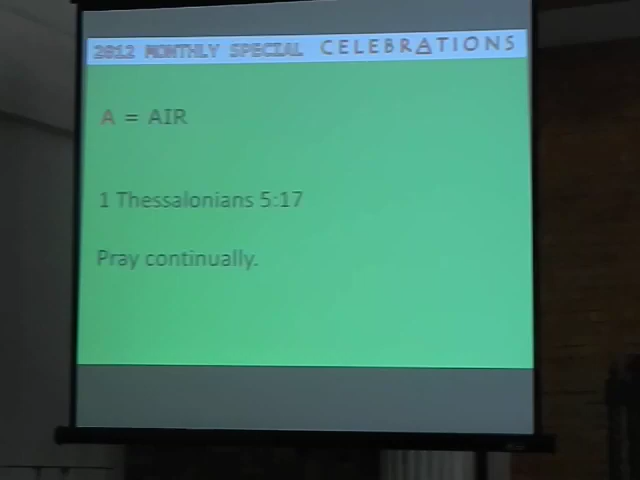 2012 MONTHLY SPECIAL CELEBRATIONS
A = AIR
1 Thessalonians 5:17
Pray continually.